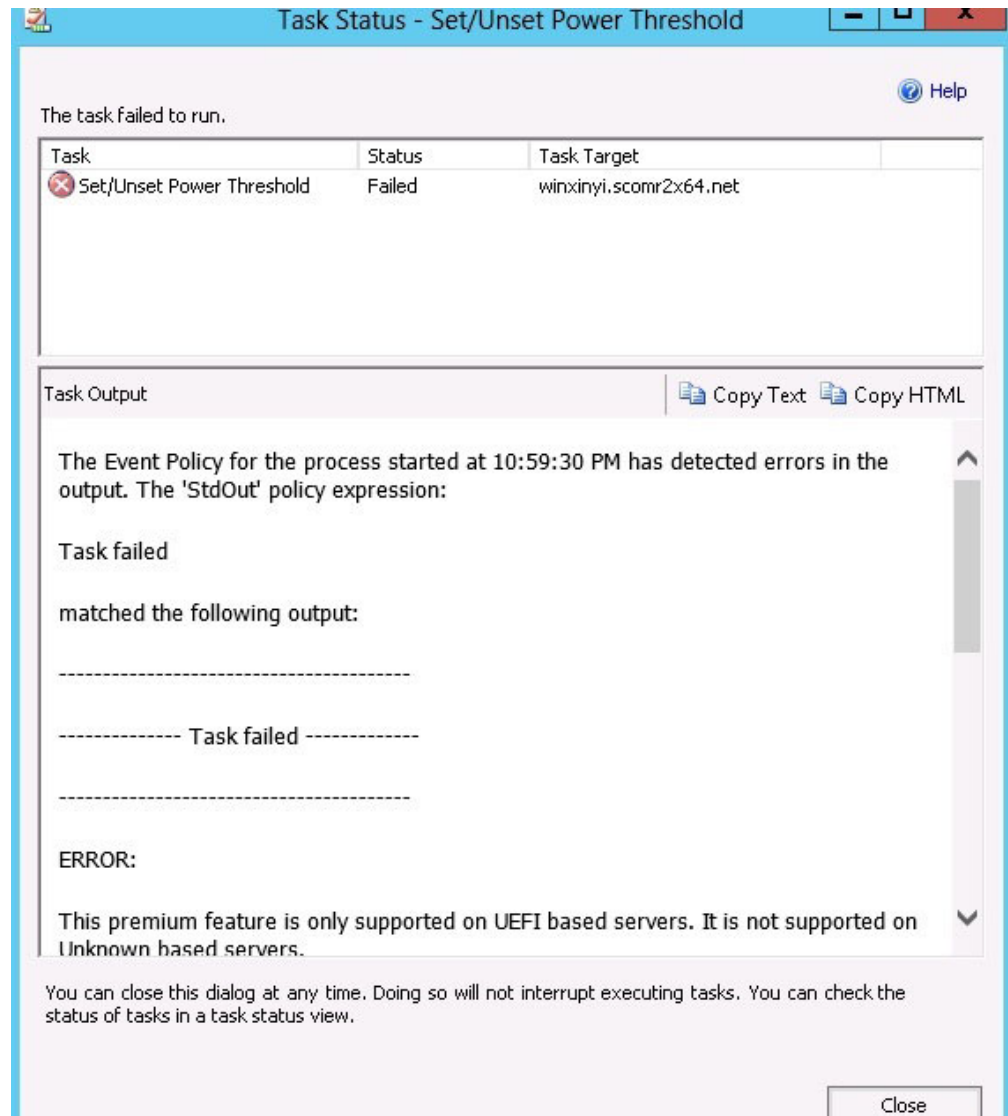 Task Status - Set/Unset Power Threshold
Help
The task failed to run.
Task Status Task Target
Set/Unset Power Threshold Failed winxinyi.scomr2x64.net
Task Output Copy Text Copy HTML
The Event Policy for the process started at 10:59:30 PM has detected errors in the
output. The 'StdOut' policy expression:
Task failed
matched the following output:
----------------------------------------
-------------- Task failed -------------
----------------------------------------
ERROR:
This premium feature is only supported on UEFI based servers. It is not supported on
Unknown based servers.
You can close this dialog at any time. Doing so will not interrupt executing tasks. You can check the
status of tasks in a task status view.
Close